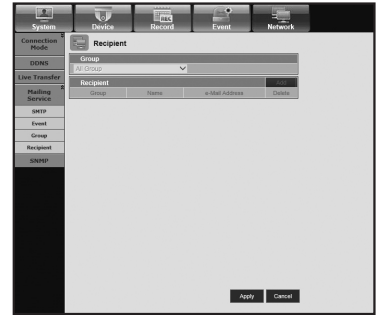 System Device Record Event Network
Connection Mode
DDNS
Live Transfer
Mailing Service
SMTP
Event
Group
Recipient
SNMP
Recipient
Group
All Group
Recipient Add
Group Name e-Mail Address Delete
Apply Cancel